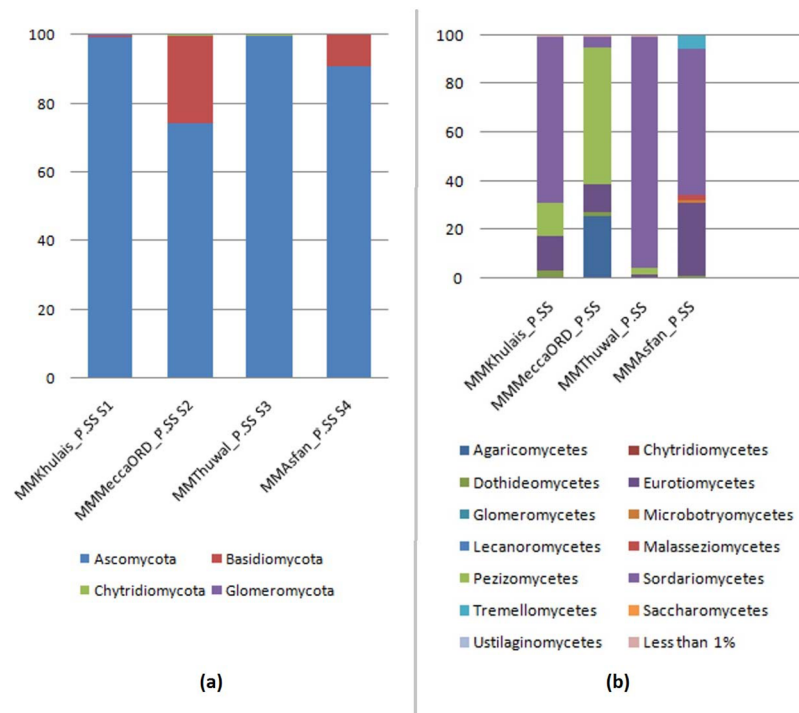 100
80
60
40
20
0
MMKhulais_P.SS S1
MMMeccaORD_P.SS S2
MMThuwal_P.SS S3
MMAsfan_P.SS S4
Ascomycota
Basidiomycota
Chytridiomycota
Glomeromycota
(a)
100
80
60
40
20
0
MMKhulais_P.SS
MMMeccaORD_P.SS
MMThuwal_P.SS
MMAsfan_P.SS
Agaricomycetes
Chytridiomycetes
Dothideomycetes
Eurotiomycetes
Glomeromycetes
Microbotryomycetes
Lecanoromycetes
Malasseziomycetes
Pezizomycetes
Sordariomycetes
Tremellomycetes
Saccharomycetes
Ustilaginomycetes
Less than 1%
(b)